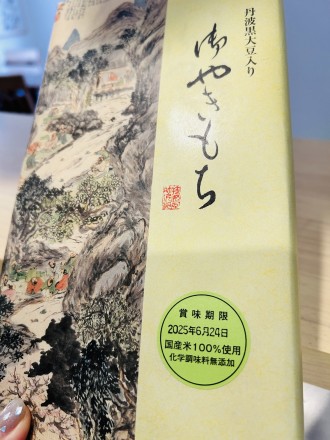 丹波黒大豆入り
御やきもち
賞味期限
2025年6月24日
国産米100%使用
化学調味料無添加